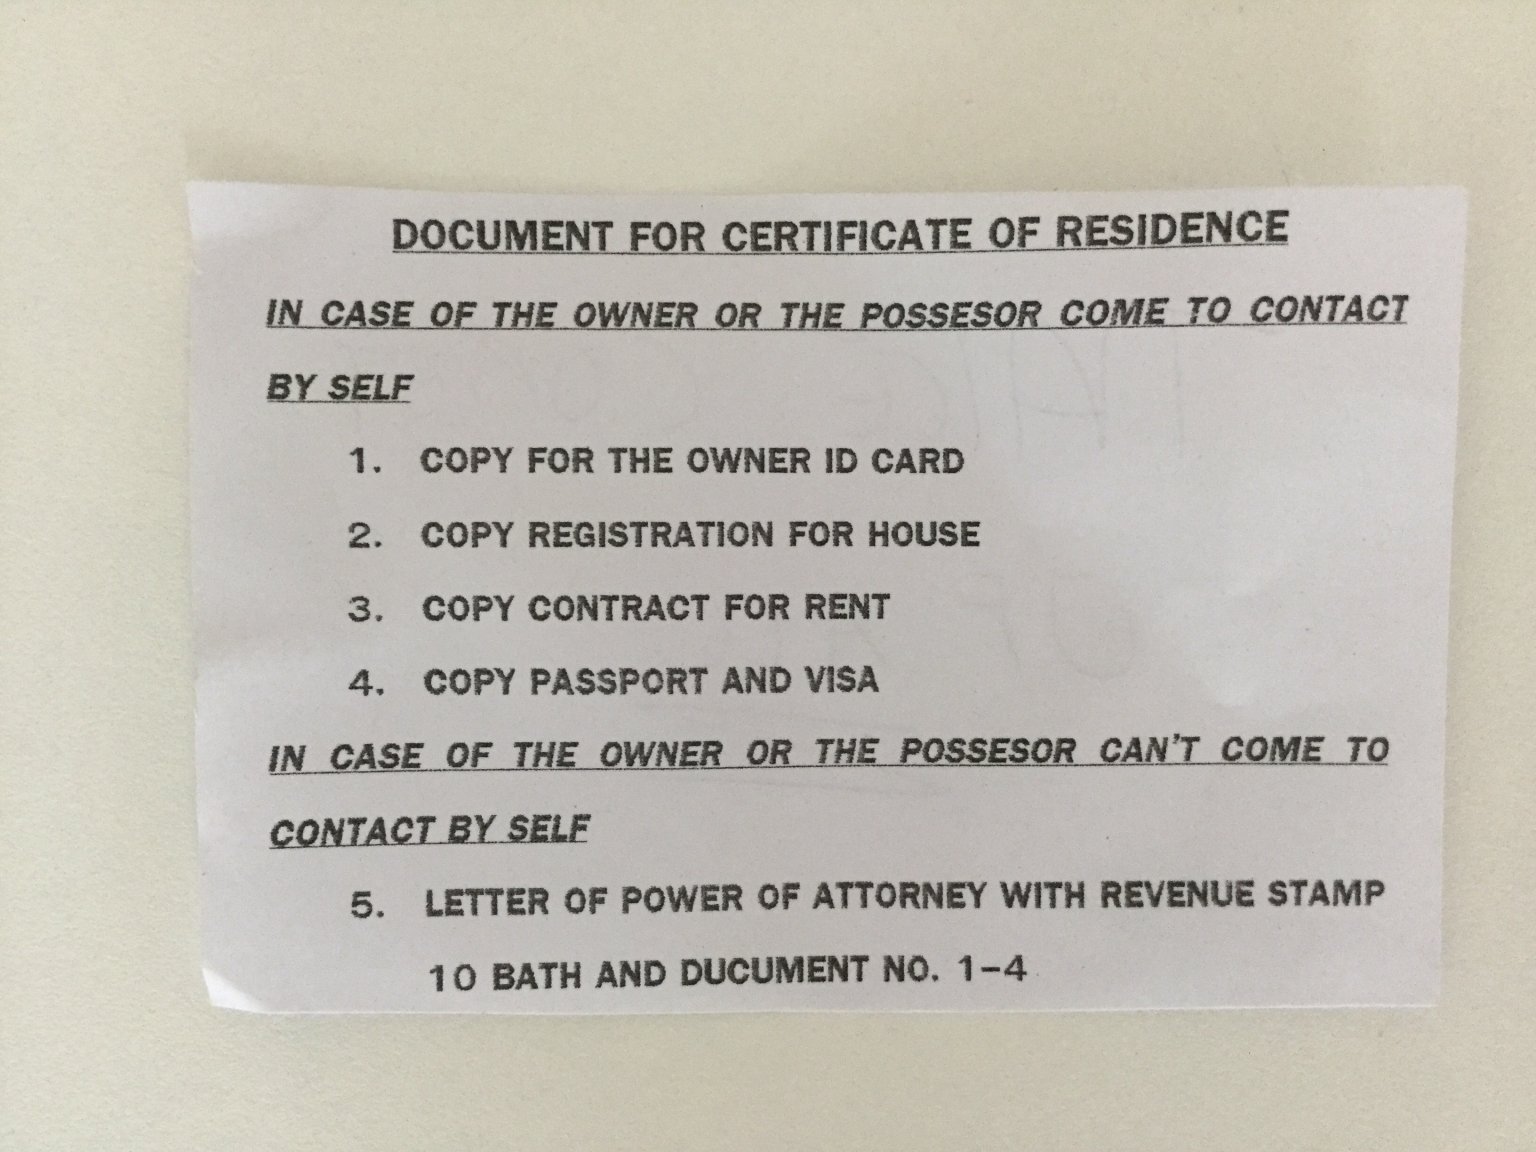 DOCUMENT FOR CERTIFICATE OF RESIDENCE
IN CASE OF THE OWNER OR THE POSSESOR COME TO CONTACT
BY SELF
1. COPY FOR THE OWNER ID CARD
2. COPY REGISTRATION FOR HOUSE
3. COPY CONTRACT FOR RENT
4. COPY PASSPORT AND VISA
IN CASE OF THE OWNER OR THE POSSESOR CAN'T COME TO
CONTACT BY SELF
5. LETTER OF POWER OF ATTORNEY WITH REVENUE STAMP
10 BATH AND DUCUMENT NO. 1-4